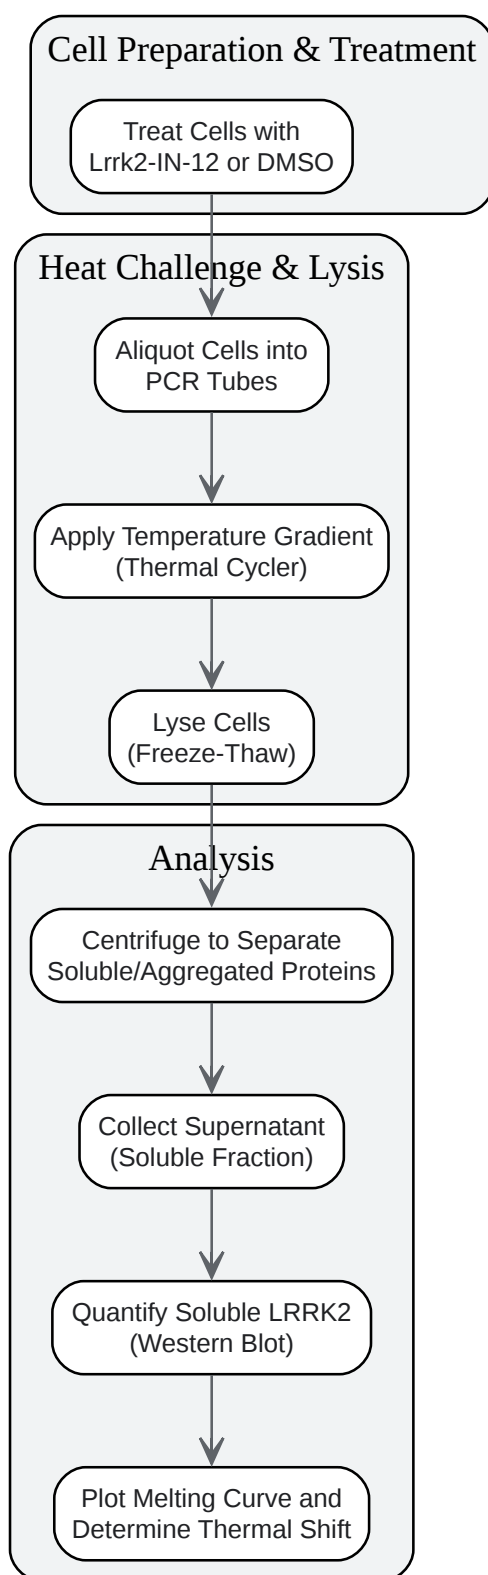 Cell Preparation & Treatment
Treat Cells with
Lrrk2-IN-12 or DMSO
Heat Challenge & Lysis
Aliquot Cells into
PCR Tubes
Apply Temperature Gradient
(Thermal Cycler)
Lyse Cells
(Freeze-Thaw)
Analysis
Centrifuge to Separate
Soluble/Aggregated Proteins
Collect Supernatant
(Soluble Fraction)
Quantify Soluble LRRK2
(Western Blot)
Plot Melting Curve and
Determine Thermal Shift